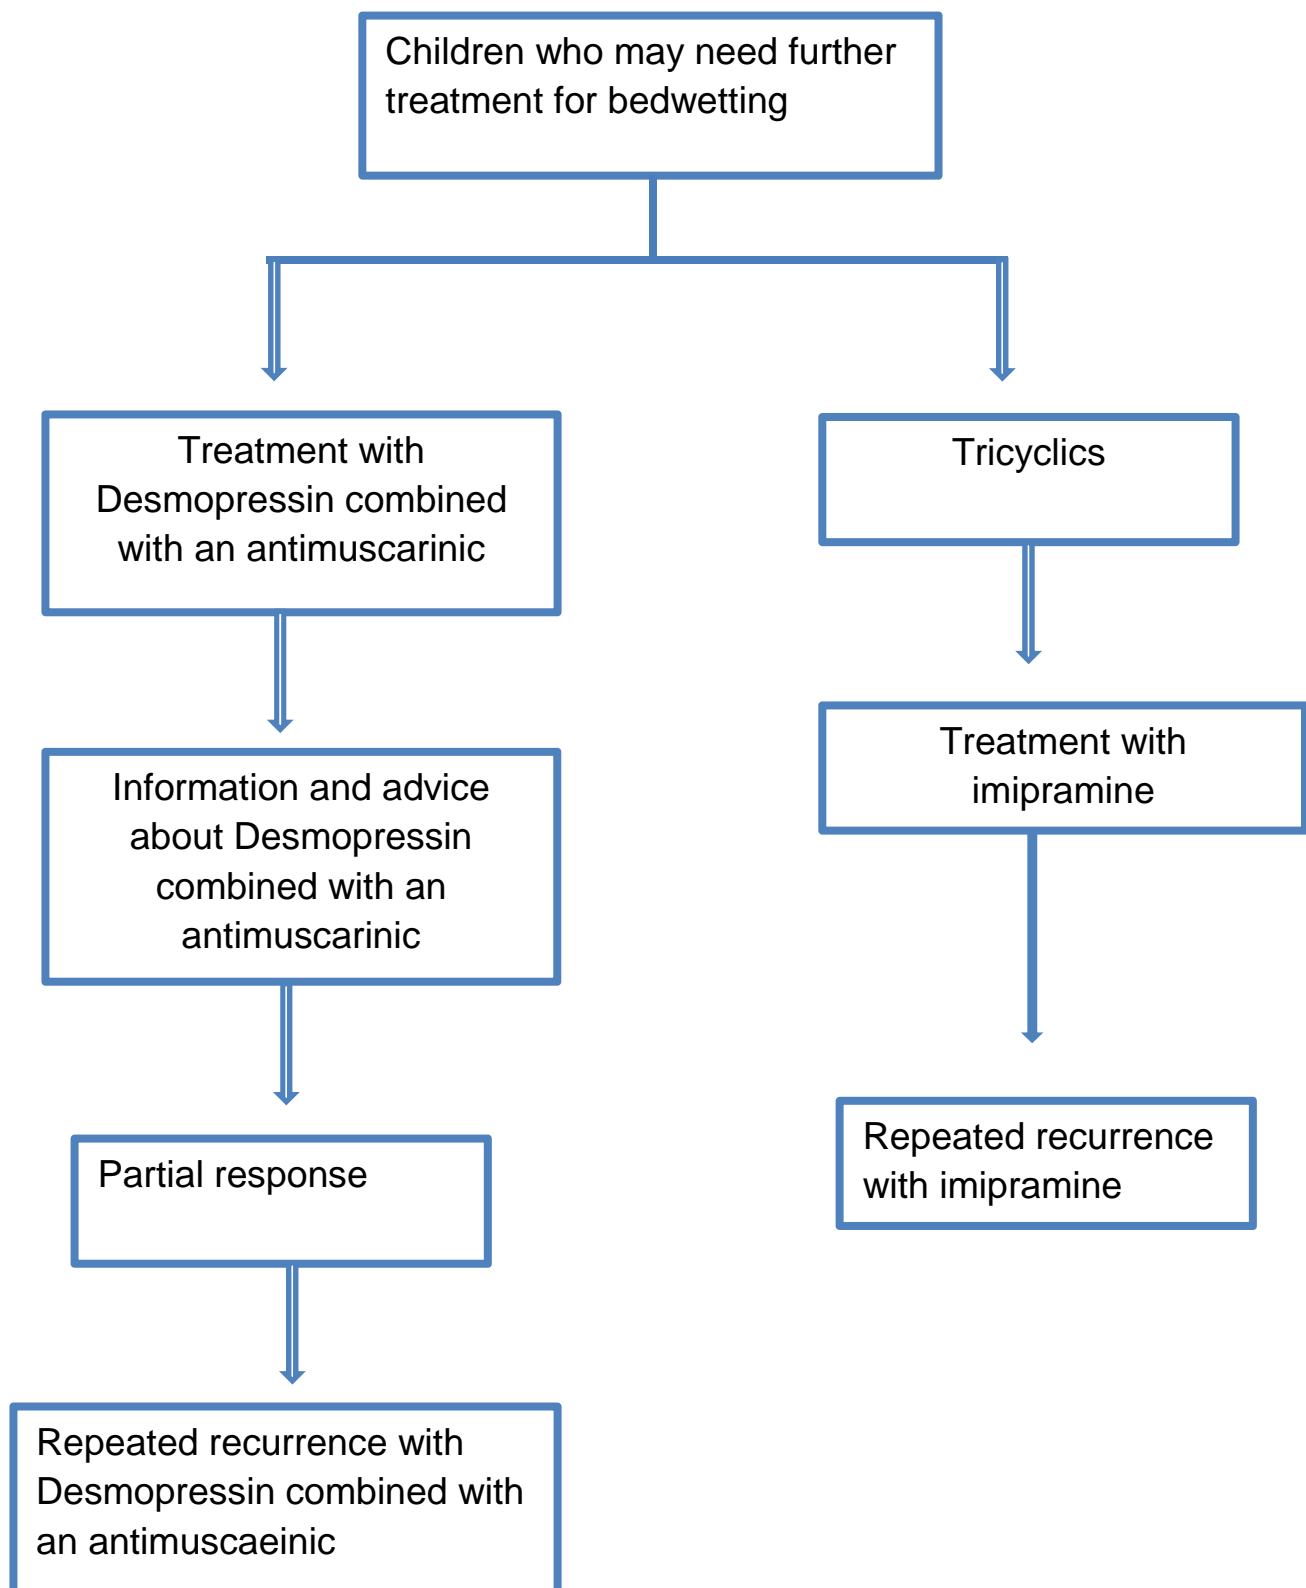 Children who may need further
treatment for bedwetting
Treatment with
Desmopressin combined
with an antimuscarinic
Tricyclics
Information and advice
about Desmopressin
combined with an
antimuscarinic
Treatment with
imipramine
Partial response
Repeated recurrence
with imipramine
Repeated recurrence with
Desmopressin combined with
an antimuscaeinic